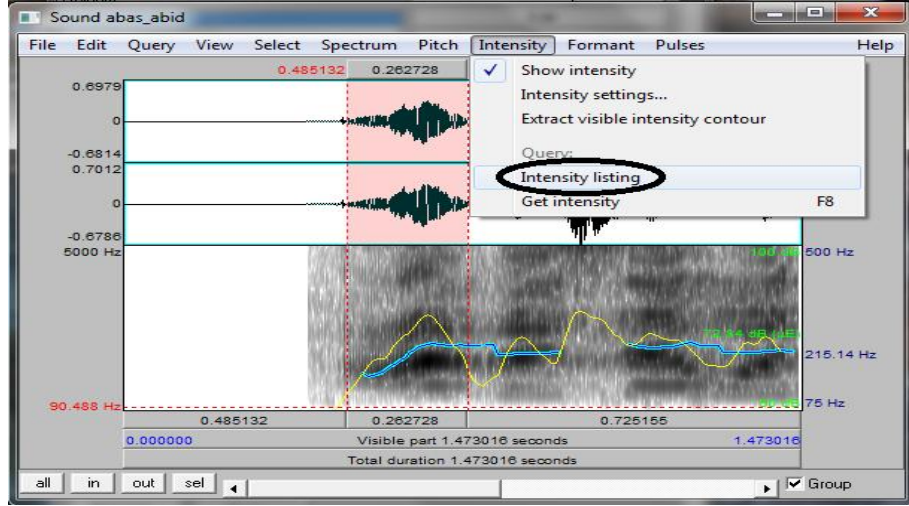 Sound abas_abid
File Edit Query View Select Spectrum Pitch Intensity Formant Pulses Help
0.485132 0.262728
Show intensity
Intensity settings...
Extract visible intensity contour
Query:
Intensity listing
Get intensity F8
0.6979
0
-0.6814
0.7012
0
-0.6786
5000 Hz
500 Hz
215.14 Hz
90.488 Hz
75 Hz
0.485132 0.262728 0.725155
0.000000 Visible part 1.473016 seconds 1.473016
Total duration 1.473016 seconds
all in out sel Group